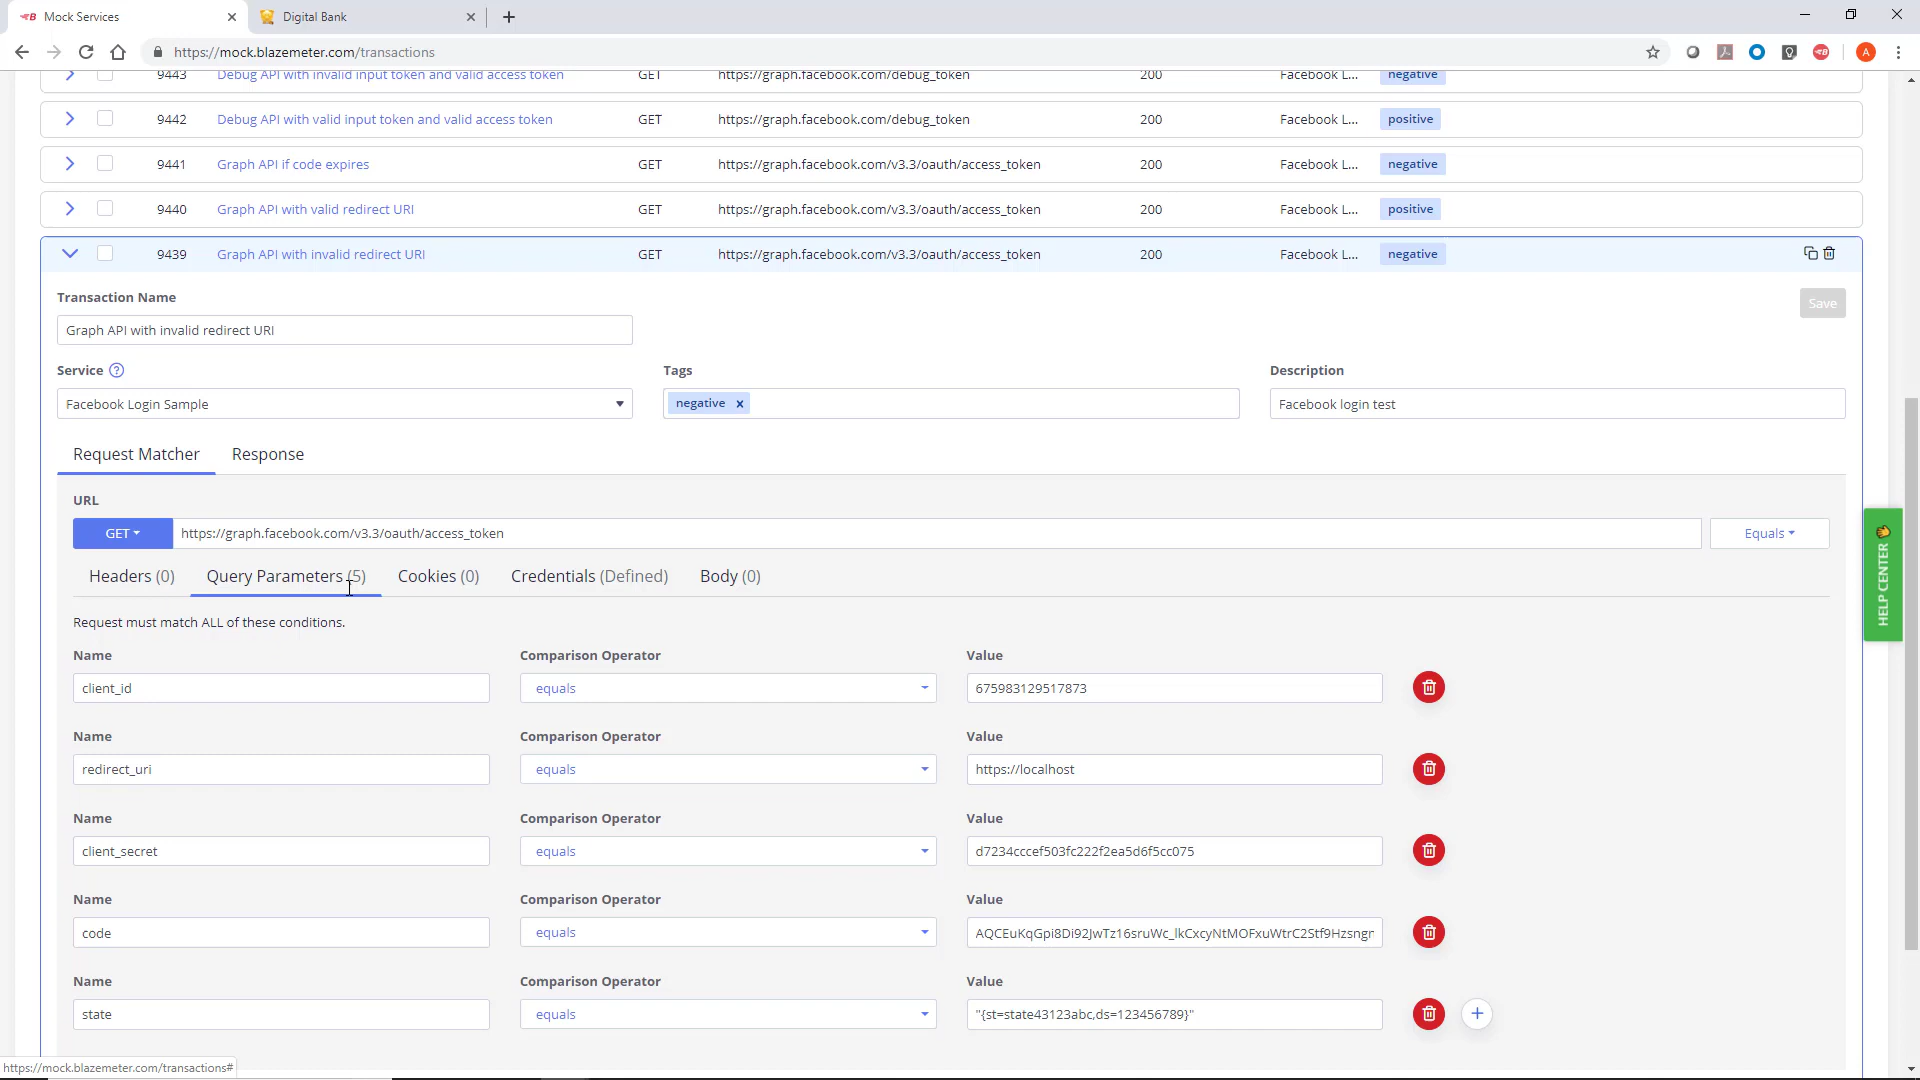 Mock Services
Digital Bank
https://mock.blazemeter.com/transactions
A
9443 Debug API with invalid input token and valid access token GET https://graph.facebook.com/debug_token 200 Facebook L... negative
9442 Debug API with valid input token and valid access token GET https://graph.facebook.com/debug_token 200 Facebook L... positive
9441 Graph API if code expires GET https://graph.facebook.com/v3.3/oauth/access_token 200 Facebook L... negative
9440 Graph API with valid redirect URI GET https://graph.facebook.com/v3.3/oauth/access_token 200 Facebook L... positive
9439 Graph API with invalid redirect URI GET https://graph.facebook.com/v3.3/oauth/access_token 200 Facebook L... negative
Transaction Name
Save
Graph API with invalid redirect URI
Service ? Tags Description
Facebook Login Sample negative x Facebook login test
Request Matcher Response
URL
GET https://graph.facebook.com/v3.3/oauth/access_token Equals
Headers (0) Query Parameters (5) Cookies (0) Credentials (Defined) Body (0)
HELP CENTER
Request must match ALL of these conditions.
Name Comparison Operator Value
client_id equals 675983129517873
Name Comparison Operator Value
redirect_uri equals https://localhost
Name Comparison Operator Value
client_secret equals d7234cccef503fc222f2ea5d6f5cc075
Name Comparison Operator Value
code equals AQCEuKqGpi8Di92JwTz16sruWc_lkCxcyNtMOFxuWtrC2Stf9Hzsngr
Name Comparison Operator Value
state equals "{st=state43123abc,ds=123456789}"
https://mock.blazemeter.com/transactions#